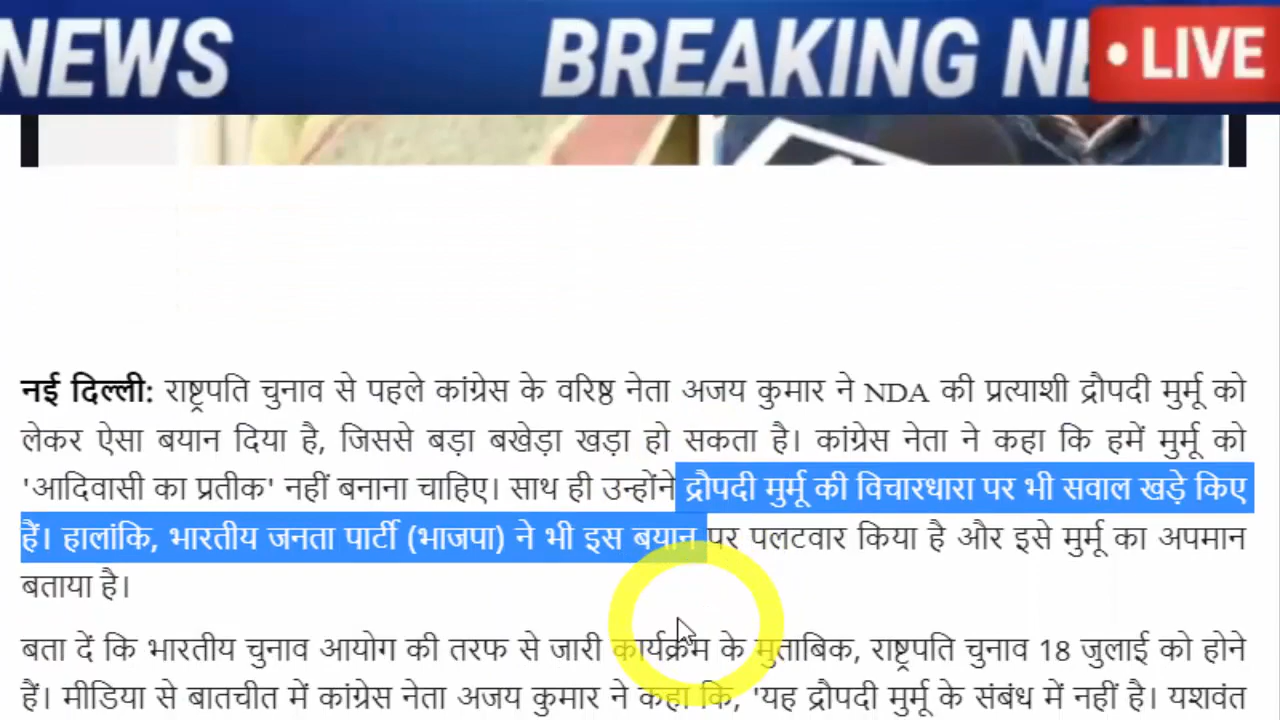 NEWS
BREAKING NE
• LIVE
नई दिल्ली: राष्ट्रपति चुनाव से पहले कांग्रेस के वरिष्ठ नेता अजय कुमार ने NDA की प्रत्याशी द्रौपदी मुर्मू को
लेकर ऐसा बयान दिया है, जिससे बड़ा बखेड़ा खड़ा हो सकता है। कांग्रेस नेता ने कहा कि हमें मुर्मू को
'आदिवासी का प्रतीक' नहीं बनाना चाहिए। साथ ही उन्होंने द्रौपदी मुर्मू की विचारधारा पर भी सवाल खड़े किए
हैं। हालांकि, भारतीय जनता पार्टी (भाजपा) ने भी इस बयान पर पलटवार किया है और इसे मुर्मू का अपमान
बताया है।
बता दें कि भारतीय चुनाव आयोग की तरफ से जारी कार्यक्रम के मुताबिक, राष्ट्रपति चुनाव 18 जुलाई को होने
हैं। मीडिया से बातचीत में कांग्रेस नेता अजय कुमार ने कहा कि, 'यह द्रौपदी मुर्मू के संबंध में नहीं है। यशवंत